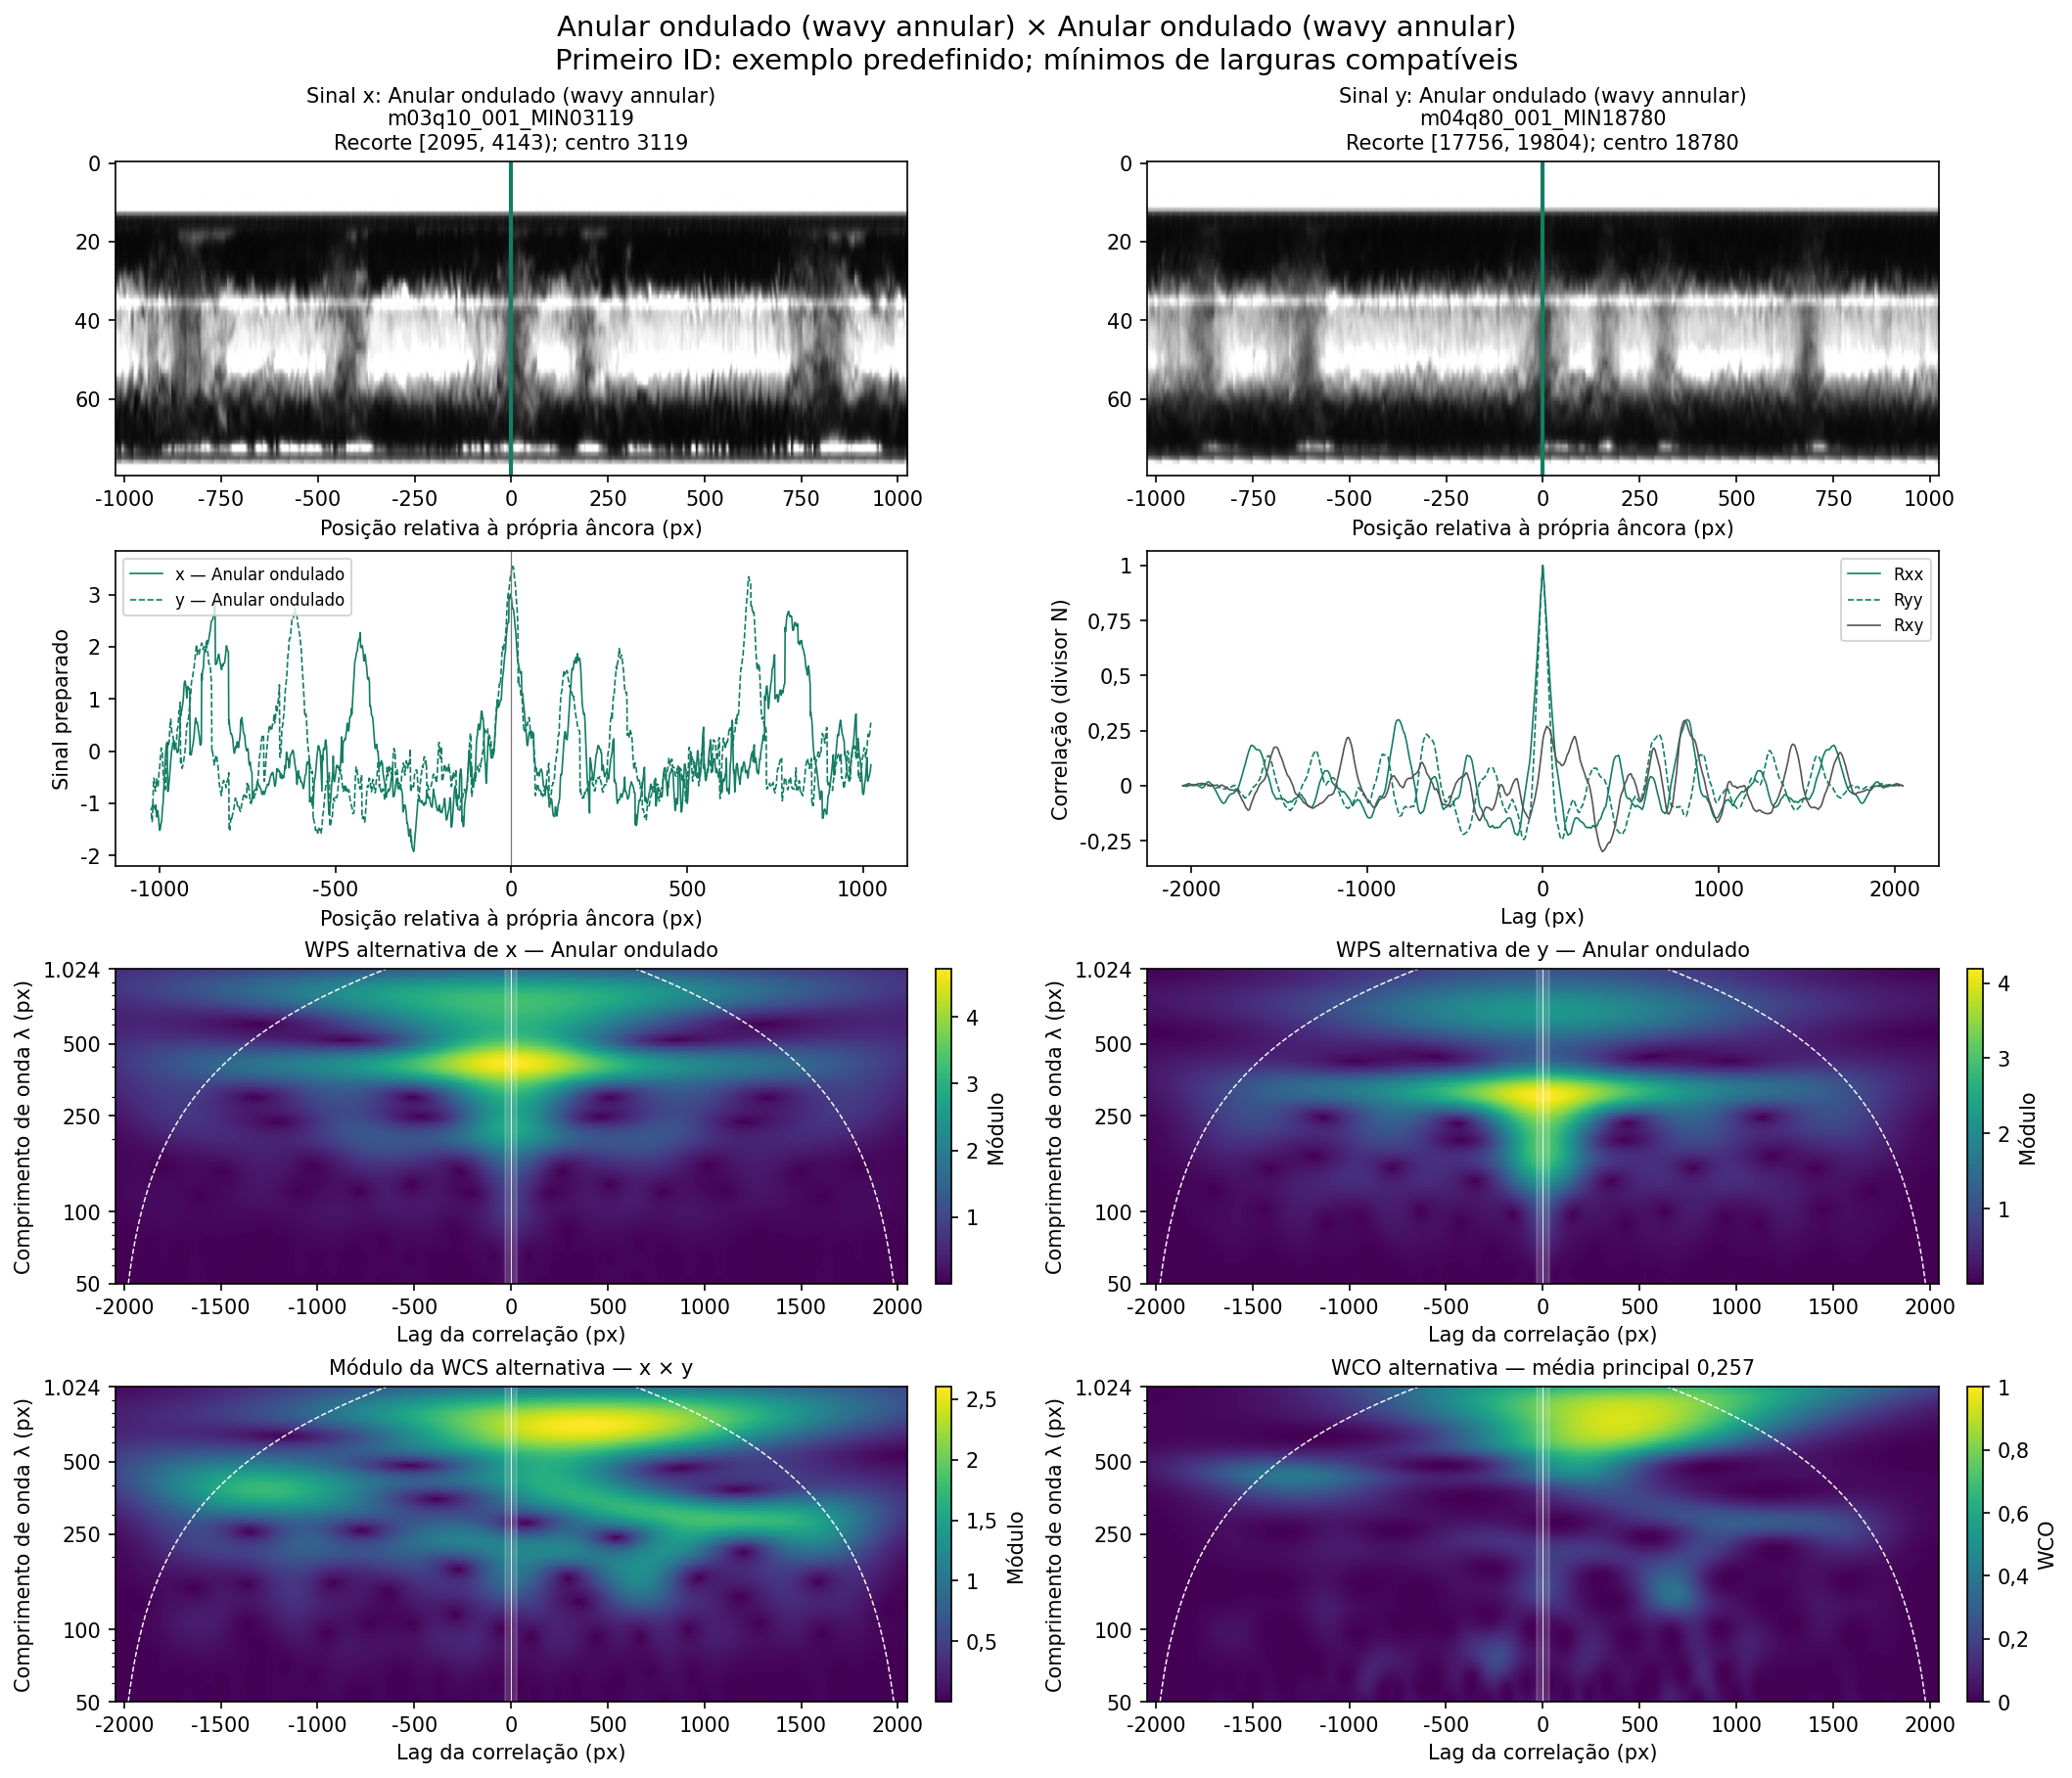 Anular ondulado (wavy annular) × Anular ondulado (wavy annular)
Primeiro ID: exemplo predefinido; mínimos de larguras compatíveis
Sinal x: Anular ondulado (wavy annular)
m03q10_001_MIN03119
Recorte [2095, 4143); centro 3119
0
20
40
60
-1000 -750 -500 -250 0 250 500 750 1000
Posição relativa à própria âncora (px)
Sinal y: Anular ondulado (wavy annular)
m04q80_001_MIN18780
Recorte [17756, 19804); centro 18780
0
20
40
60
-1000 -750 -500 -250 0 250 500 750 1000
Posição relativa à própria âncora (px)
x — Anular ondulado
y — Anular ondulado
Sinal preparado
3
2
1
0
-1
-2
-1000 -500 0 500 1000
Posição relativa à própria âncora (px)
Rxx
Ryy
Rxy
Correlação (divisor N)
1
0,75
0,5
0,25
0
-0,25
-2000 -1000 0 1000 2000
Lag (px)
WPS alternativa de x — Anular ondulado
Comprimento de onda λ (px)
1.024
500
250
100
50
-2000 -1500 -1000 -500 0 500 1000 1500 2000
Lag da correlação (px)
4
3
2
1
Módulo
WPS alternativa de y — Anular ondulado
Comprimento de onda λ (px)
1.024
500
250
100
50
-2000 -1500 -1000 -500 0 500 1000 1500 2000
Lag da correlação (px)
4
3
2
1
Módulo
Módulo da WCS alternativa — x × y
Comprimento de onda λ (px)
1.024
500
250
100
50
-2000 -1500 -1000 -500 0 500 1000 1500 2000
Lag da correlação (px)
2,5
2
1,5
1
0,5
Módulo
WCO alternativa — média principal 0,257
Comprimento de onda λ (px)
1.024
500
250
100
50
-2000 -1500 -1000 -500 0 500 1000 1500 2000
Lag da correlação (px)
1
0,8
0,6
0,4
0,2
0
WCO